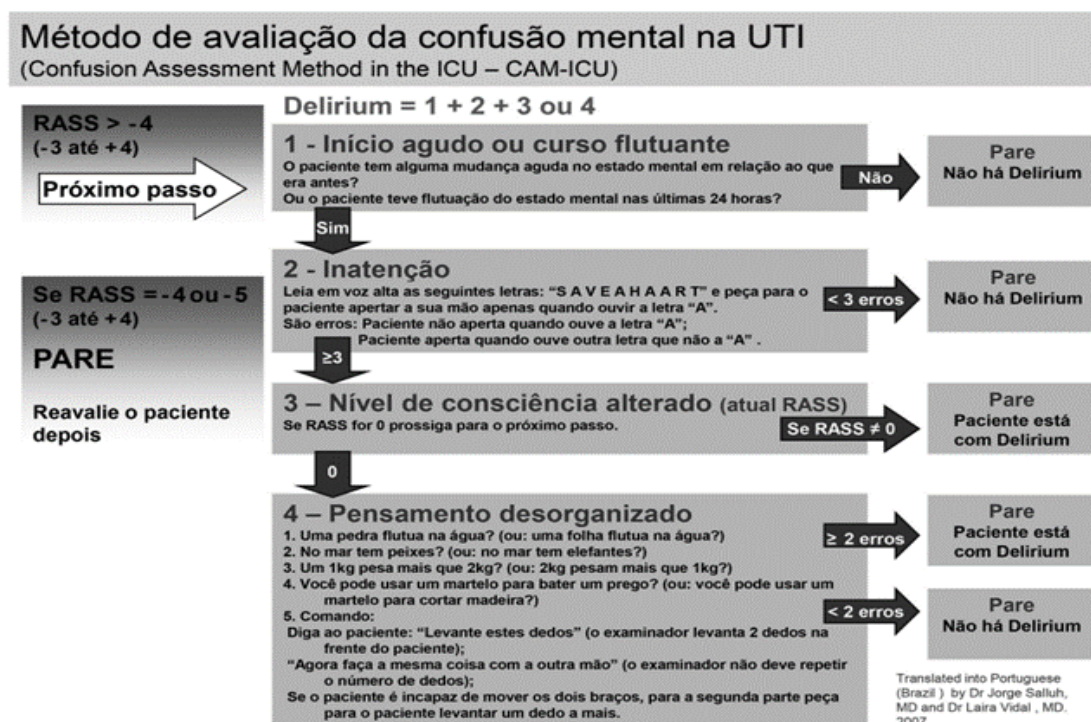 Método de avaliação da confusão mental na UTI
(Confusion Assessment Method in the ICU – CAM-ICU)
RASS > -4
(-3 até +4)
Próximo passo
Se RASS = -4 ou -5
(-3 até +4)
PARE
Reavalie o paciente
depois
Delirium = 1 + 2 + 3 ou 4
1 - Início agudo ou curso flutuante
O paciente tem alguma mudança aguda no estado mental em relação ao que
era antes?
Ou o paciente teve flutuação do estado mental nas últimas 24 horas?
Não
Pare
Não há Delirium
Sim
2 - Inatenção
Leia em voz alta as seguintes letras: “S A V E A H A A R T” e peça para o
paciente apertar a sua mão apenas quando ouvir a letra “A”.
São erros: Paciente não aperta quando ouve a letra “A”;
Paciente aperta quando ouve outra letra que não a “A” .
< 3 erros
Pare
Não há Delirium
≥3
3 – Nível de consciência alterado (atual RASS)
Se RASS for 0 prossiga para o próximo passo.
Se RASS ≠ 0
Pare
Paciente está
com Delirium
0
4 – Pensamento desorganizado
1. Uma pedra flutua na água? (ou: uma folha flutua na água?)
2. No mar tem peixes? (ou: no mar tem elefantes?)
3. Um 1kg pesa mais que 2kg? (ou: 2kg pesam mais que 1kg?)
4. Você pode usar um martelo para bater um prego? (ou: você pode usar um
martelo para cortar madeira?)
5. Comando:
Diga ao paciente: “Levante estes dedos” (o examinador levanta 2 dedos na
frente do paciente);
“Agora faça a mesma coisa com a outra mão” (o examinador não deve repetir
o número de dedos);
Se o paciente é incapaz de mover os dois braços, para a segunda parte peça
para o paciente levantar um dedo a mais.
≥ 2 erros
Pare
Paciente está
com Delirium
< 2 erros
Pare
Não há Delirium
Translated into Portuguese
(Brazil ) by Dr Jorge Salluh,
MD and Dr Laira Vidal , MD.
2007